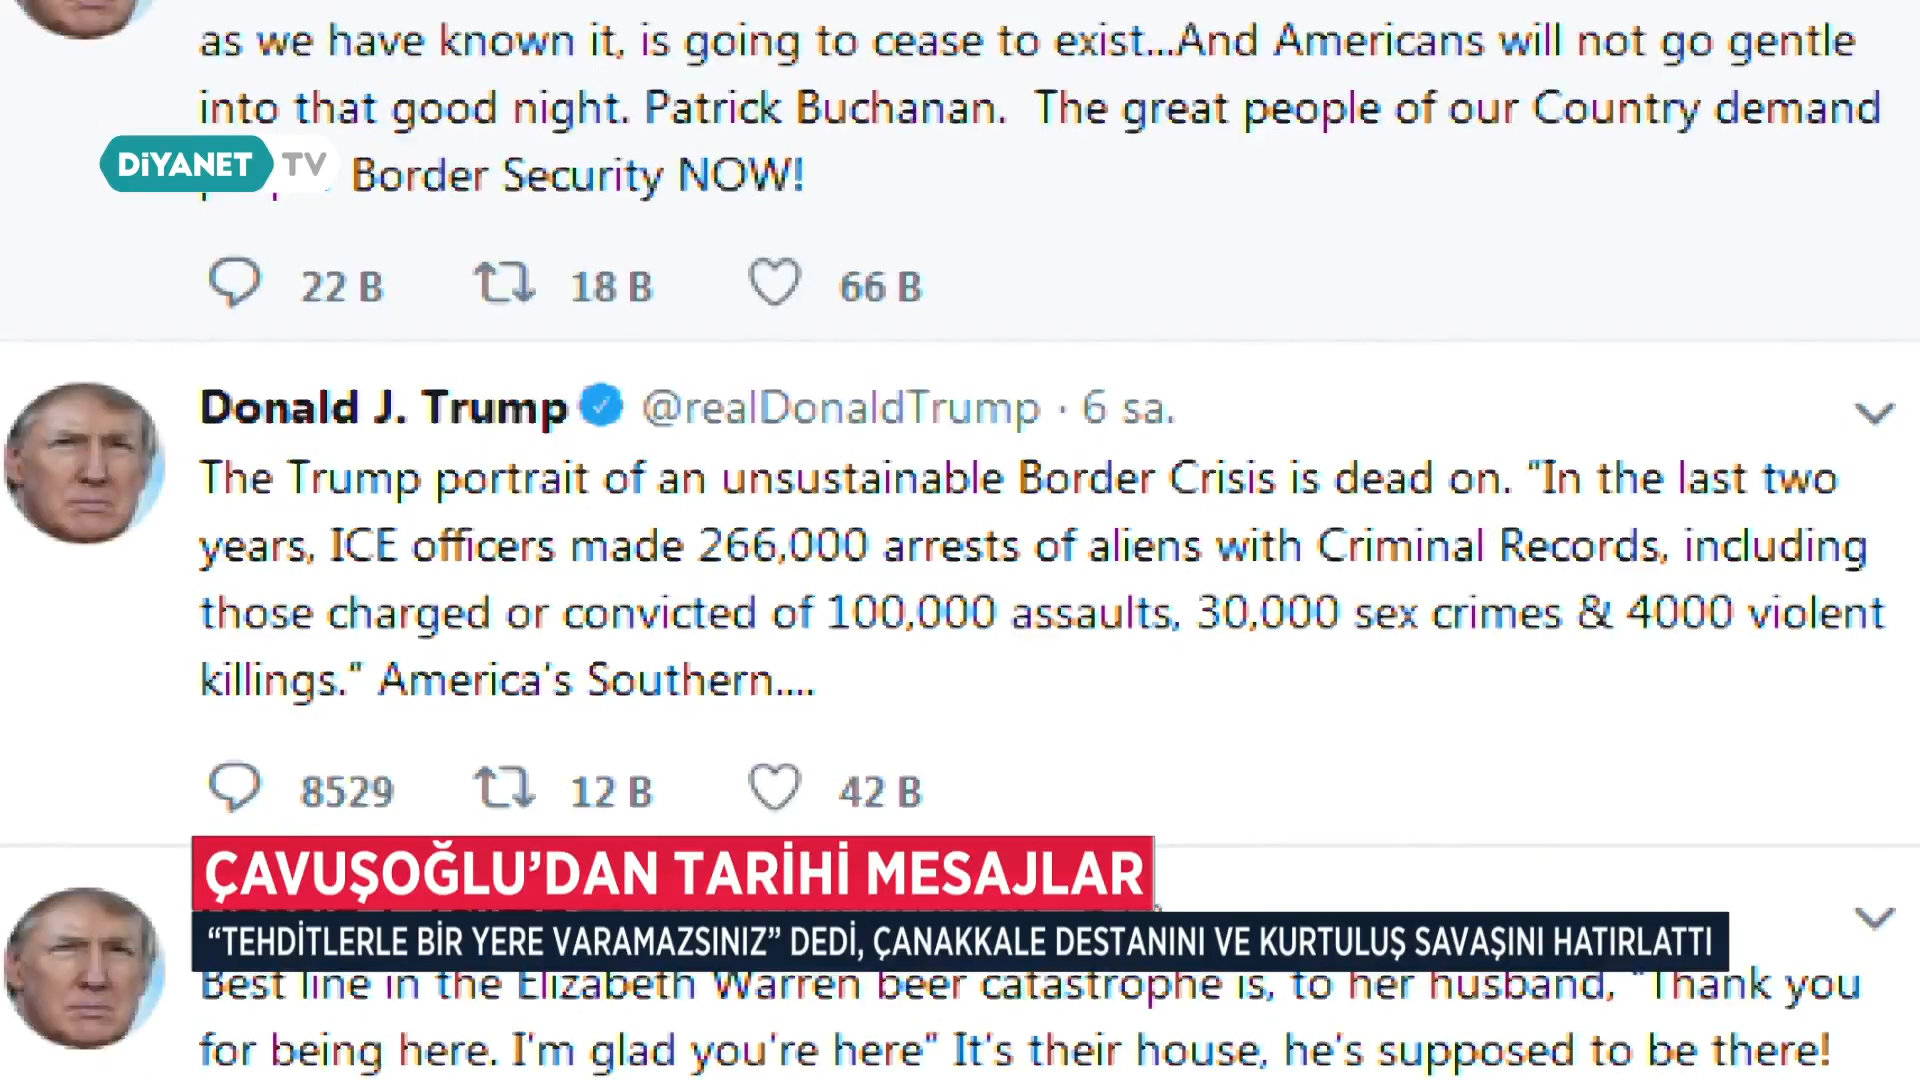 as we have known it, is going to cease to exist...And Americans will not go gentle
into that good night. Patrick Buchanan. The great people of our Country demand
DİYANET TV
Border Security NOW!
22 B 18 B 66 B
Donald J. Trump @realDonaldTrump · 6 sa.
The Trump portrait of an unsustainable Border Crisis is dead on. "In the last two
years, ICE officers made 266,000 arrests of aliens with Criminal Records, including
those charged or convicted of 100,000 assaults, 30,000 sex crimes & 4000 violent
killings." America's Southern....
8529 12 B 42 B
ÇAVUŞOĞLU'DAN TARİHİ MESAJLAR
"TEHDİTLERLE BİR YERE VARAMAZSINIZ" DEDİ, ÇANAKKALE DESTANINI VE KURTULUŞ SAVAŞINI HATIRLATTI
Best line in the Elizabeth Warren beer catastrophe is, to her husband, "Thank you
for being here. I'm glad you're here" It's their house, he's supposed to be there!